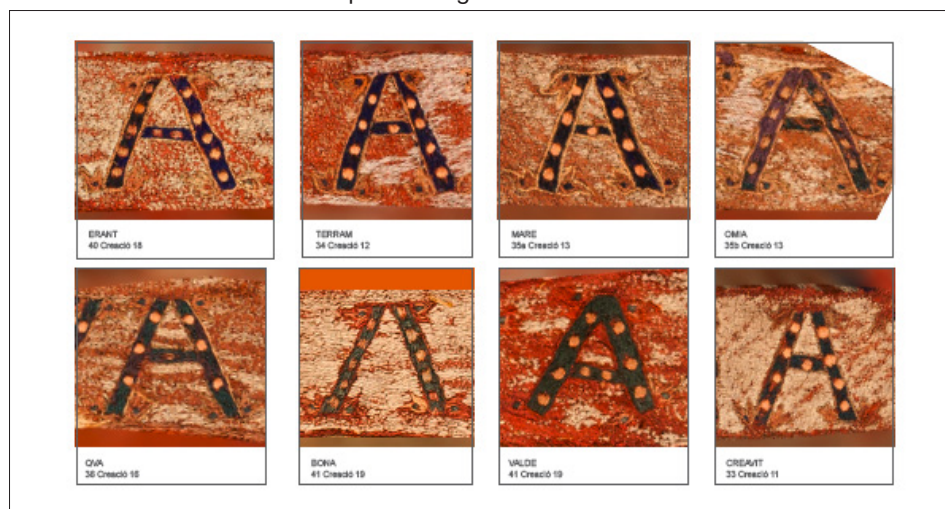 A
ERANT
40 Creació 18
A
TERRAM
34 Creació 12
A
MARE
35a Creació 13
A
OMIA
35b Creació 13
A
QVA
38 Creació 16
A
BONA
41 Creació 19
A
VALDE
41 Creació 19
A
CREAVIT
33 Creació 11